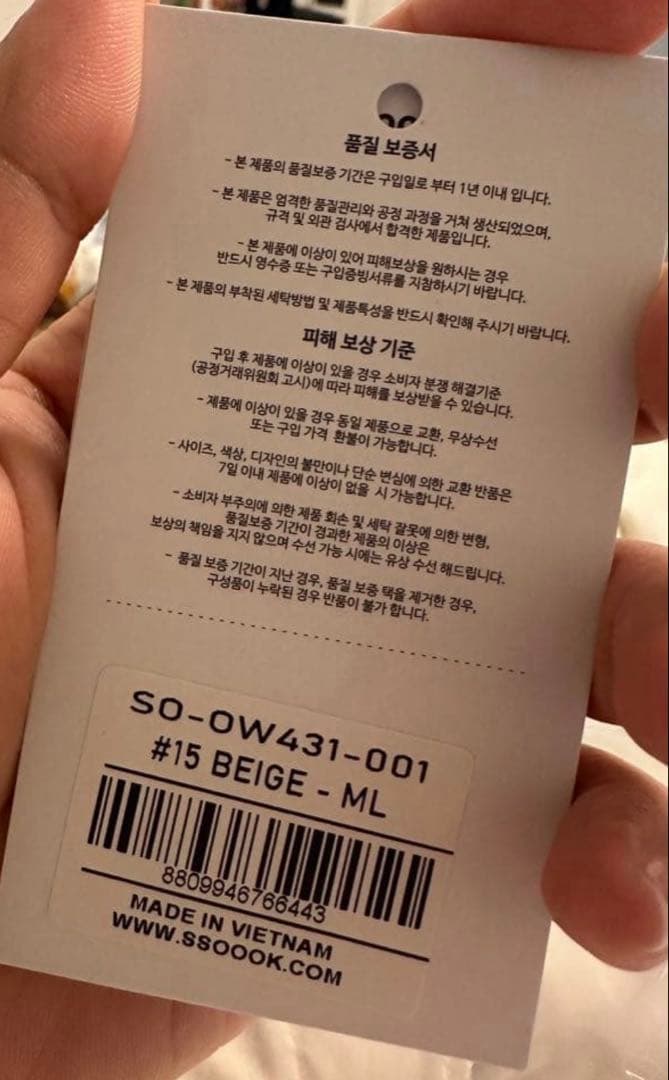 품질 보증서
- 본 제품의 품질보증 기간은 구입일로 부터 1년 이내 입니다.
- 본 제품은 엄격한 품질관리와 공정 과정을 거쳐 생산되었으며,
규격 및 외관 검사에서 합격한 제품입니다.
- 본 제품에 이상이 있어 피해보상을 원하시는 경우
반드시 영수증 또는 구입증빙서류를 지참하시기 바랍니다.
- 본 제품의 부착된 세탁방법 및 제품특성을 반드시 확인해 주시기 바랍니다.
피해 보상 기준
구입 후 제품에 이상이 있을 경우 소비자 분쟁 해결기준
(공정거래위원회 고시)에 따라 피해를 보상받을 수 있습니다.
- 제품에 이상이 있을 경우 동일 제품으로 교환, 무상수선
또는 구입 가격 환불이 가능합니다.
- 사이즈, 색상, 디자인의 불만이나 단순 변심에 의한 교환 반품은
7일 이내 제품에 이상이 없을 시 가능합니다.
- 소비자 부주의에 의한 제품 회손 및 세탁 잘못에 의한 변형,
품질보증 기간이 경과한 제품의 이상은
보상의 책임을 지지 않으며 수선 가능 시에는 유상 수선 해드립니다.
- 품질 보증 기간이 지난 경우, 품질 보증 택을 제거한 경우,
구성품이 누락된 경우 반품이 불가 합니다.
SO-OW431-001
#15 BEIGE - ML
8809946766443
MADE IN VIETNAM
WWW.SSOOOK.COM